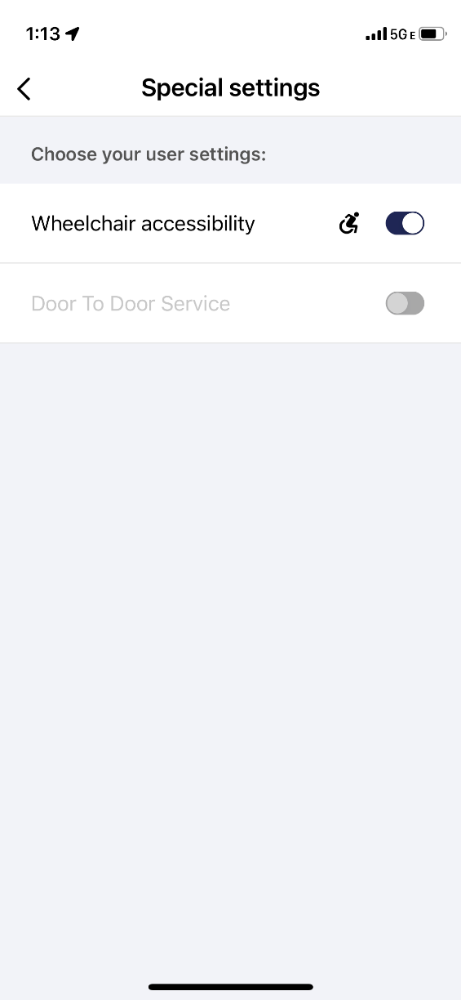 1:13
5G E
Special settings
Choose your user settings:
Wheelchair accessibility
Door To Door Service